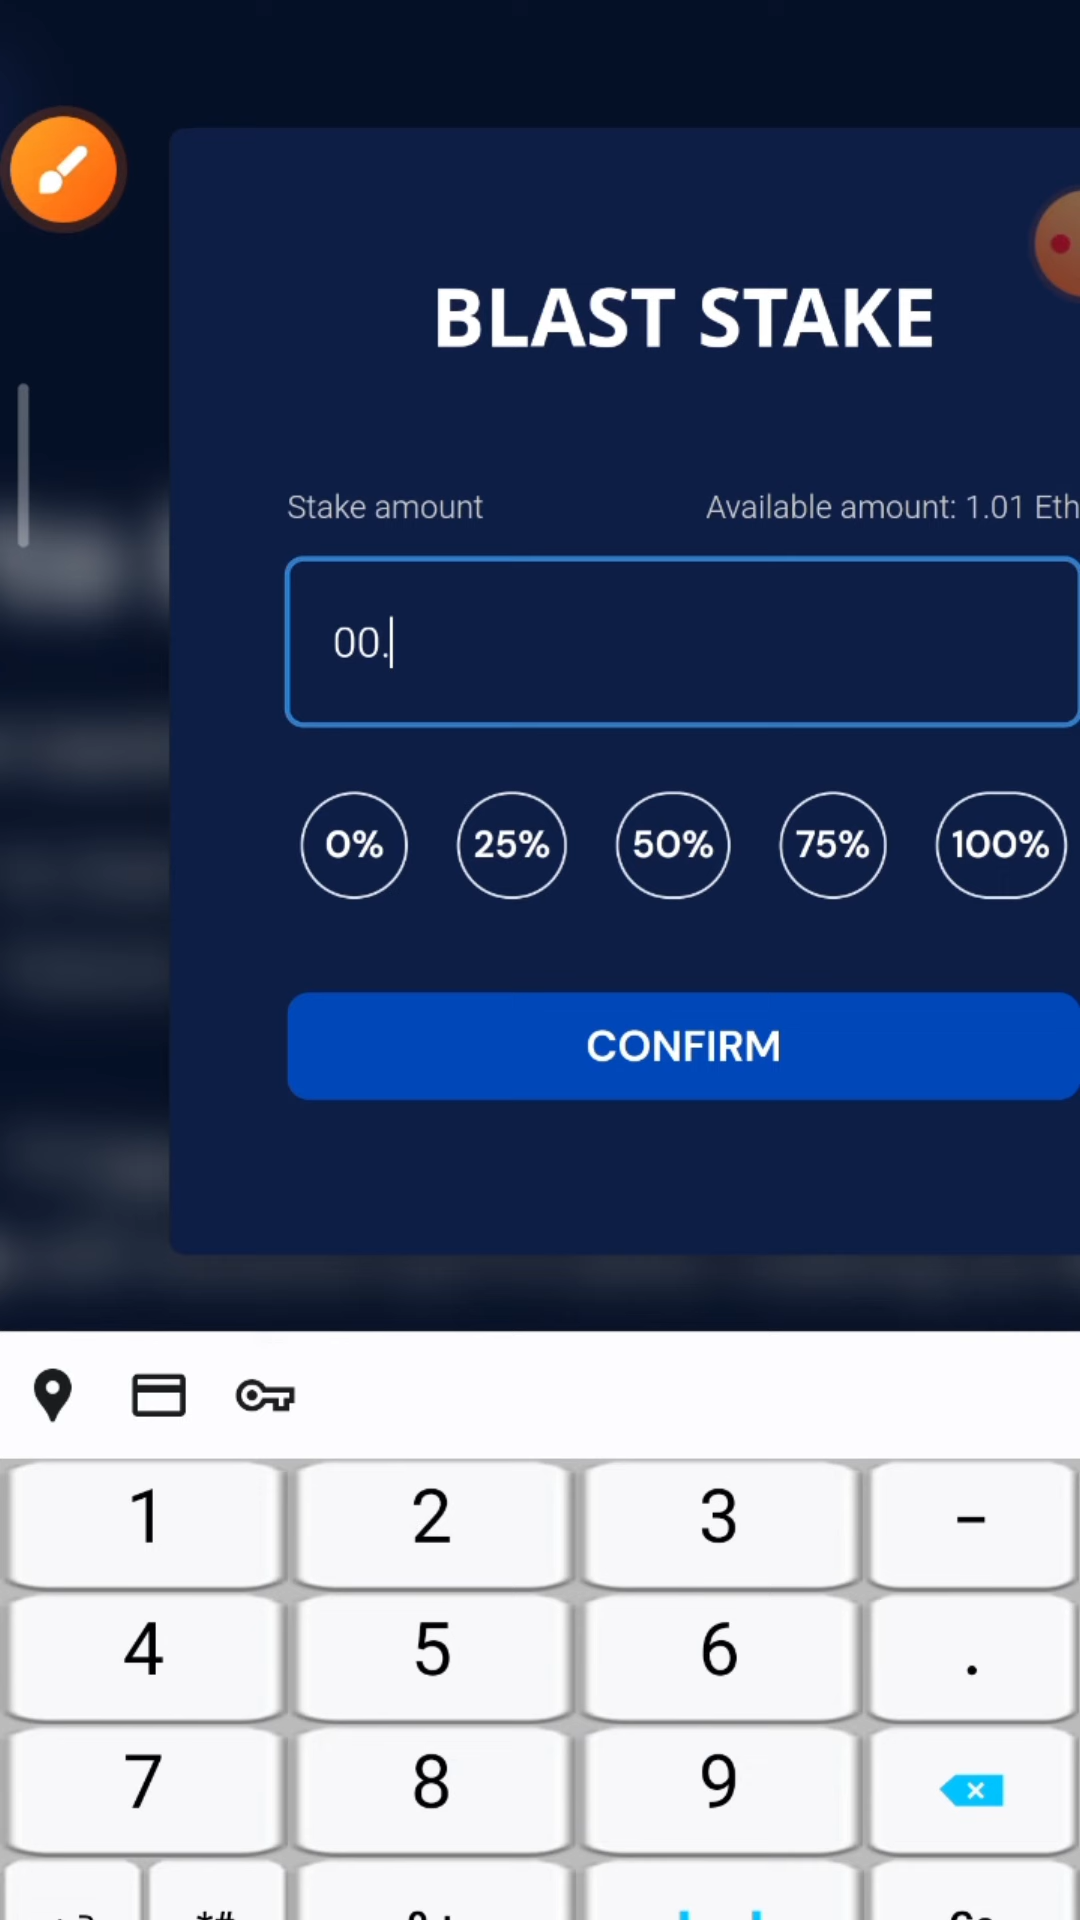 BLAST STAKE
Stake amount
Available amount: 1.01 Eth
00.
0% 25% 50% 75% 100%
CONFIRM
1 2 3 -
4 5 6 .
7 8 9